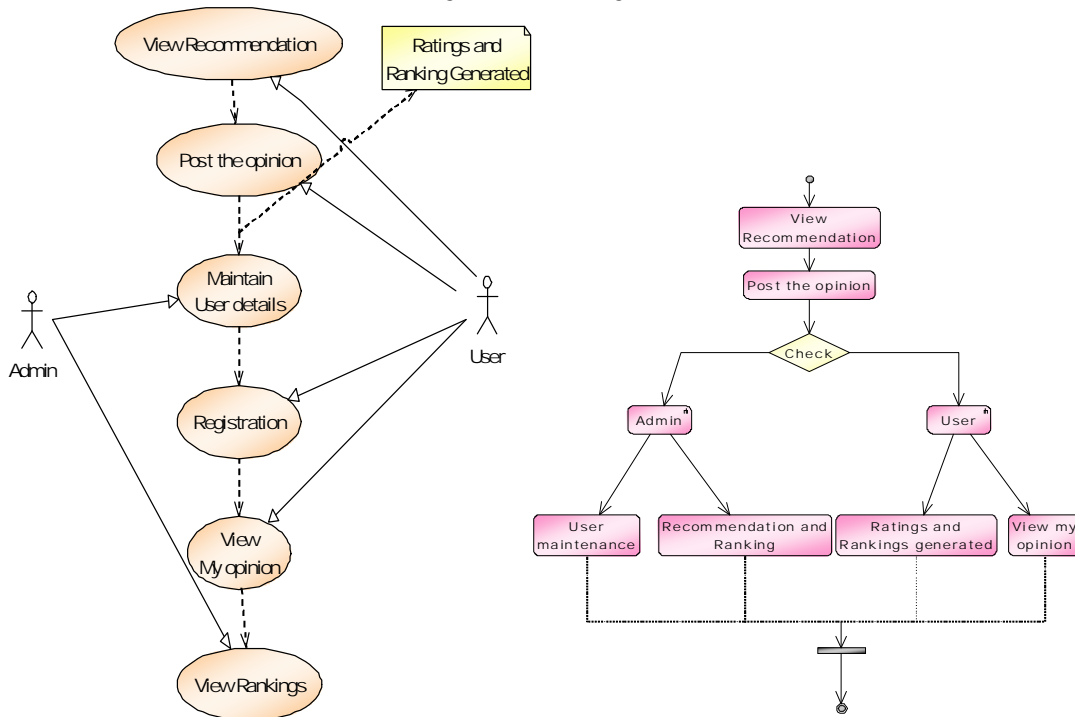 View Recommendation
Ratings and
Ranking Generated
Post the opinion
Maintain
User details
Admin
User
Registration
View
My opinion
View Rankings
View
Recommendation
Post the opinion
Check
Admin
User
User
maintenance
Recommendation and
Ranking
Ratings and
Rankings generated
View my
opinion